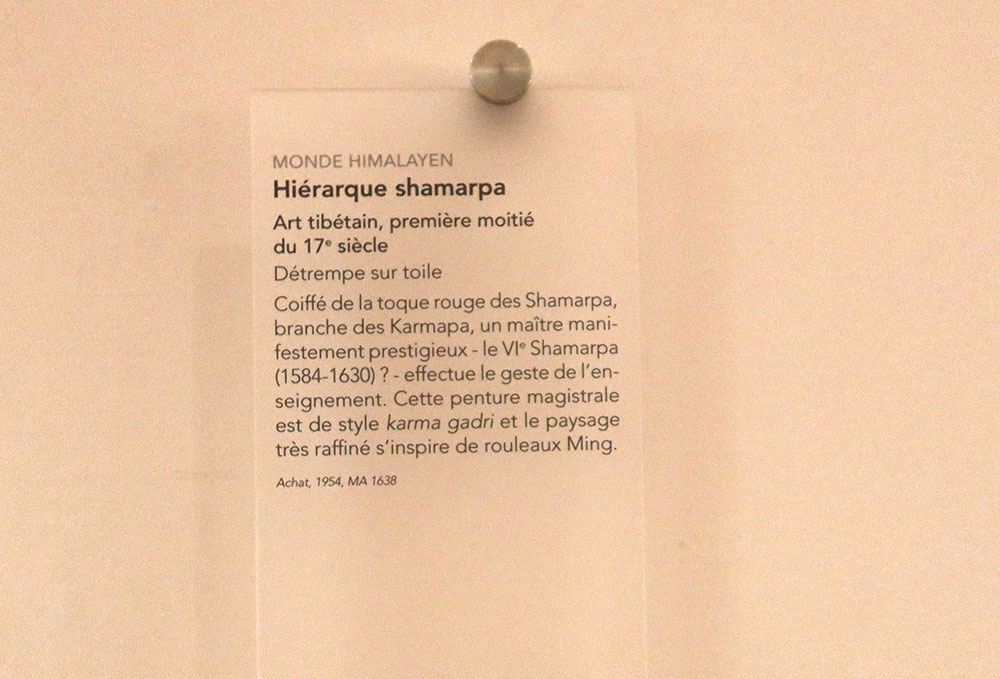 MONDE HIMALAYEN
Hiérarque shamarpa
Art tibétain, première moitié
du 17ᵉ siècle
Détrempe sur toile
Coiffé de la toque rouge des Shamarpa,
branche des Karmapa, un maître mani-
festement prestigieux - le VIᵉ Shamarpa
(1584-1630) ? - effectue le geste de l'en-
seignement. Cette penture magistrale
est de style karma gadri et le paysage
très raffiné s'inspire de rouleaux Ming.
Achat, 1954, MA 1638